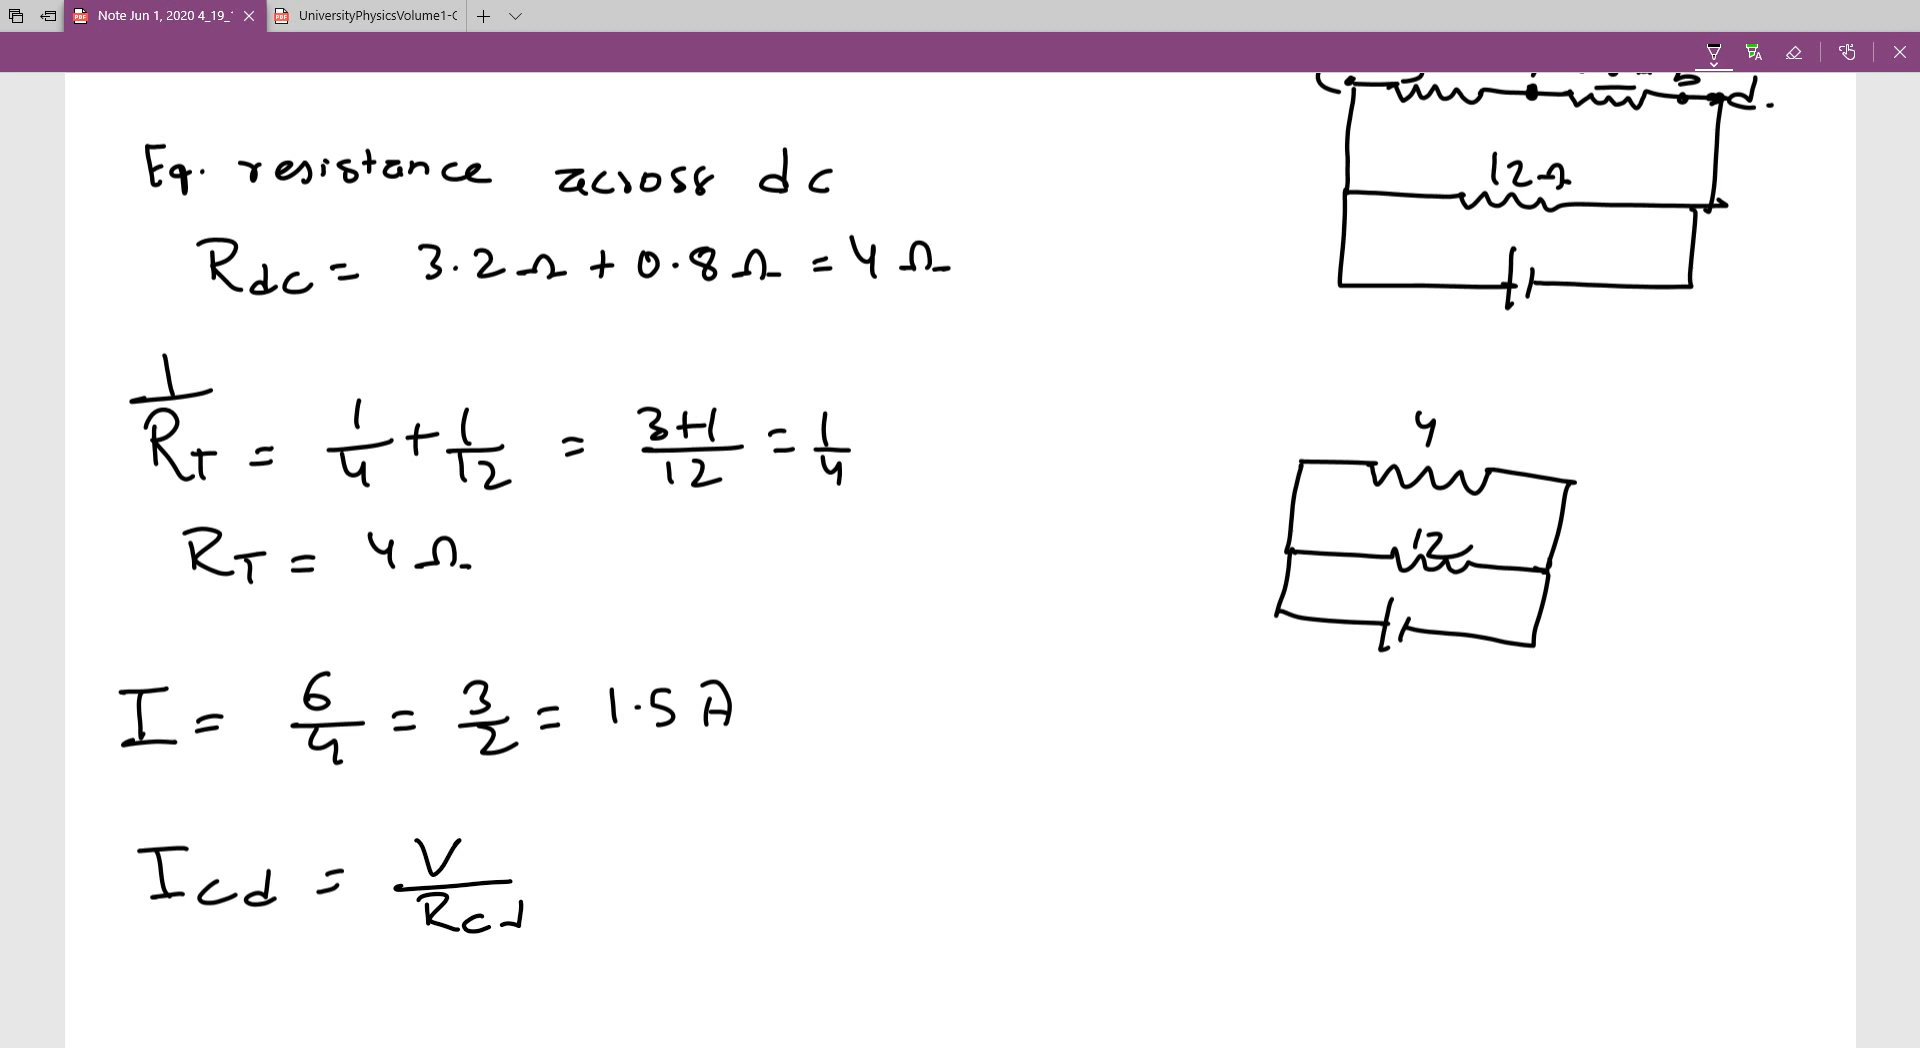 Note Jun 1, 2020 4_19_
UniversityPhysicsVolume1-
d.
12Ω
Eq. resistance across dc
Rdc = 3.2 Ω + 0.8 Ω = 4 Ω
1/RT = 1/4 + 1/12 = 3+1/12 = 1/4
4
12
RT = 4 Ω
I = 6/4 = 3/2 = 1.5 A
Icd = V/Rcd